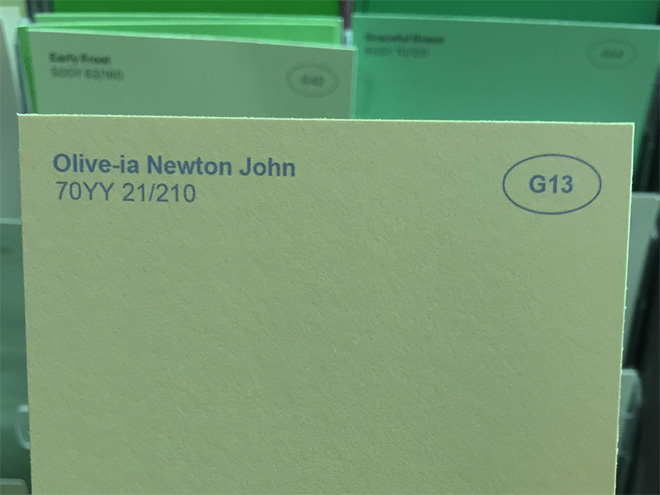 Early Frost
Olive-ia Newton John
70YY 21/210
G13